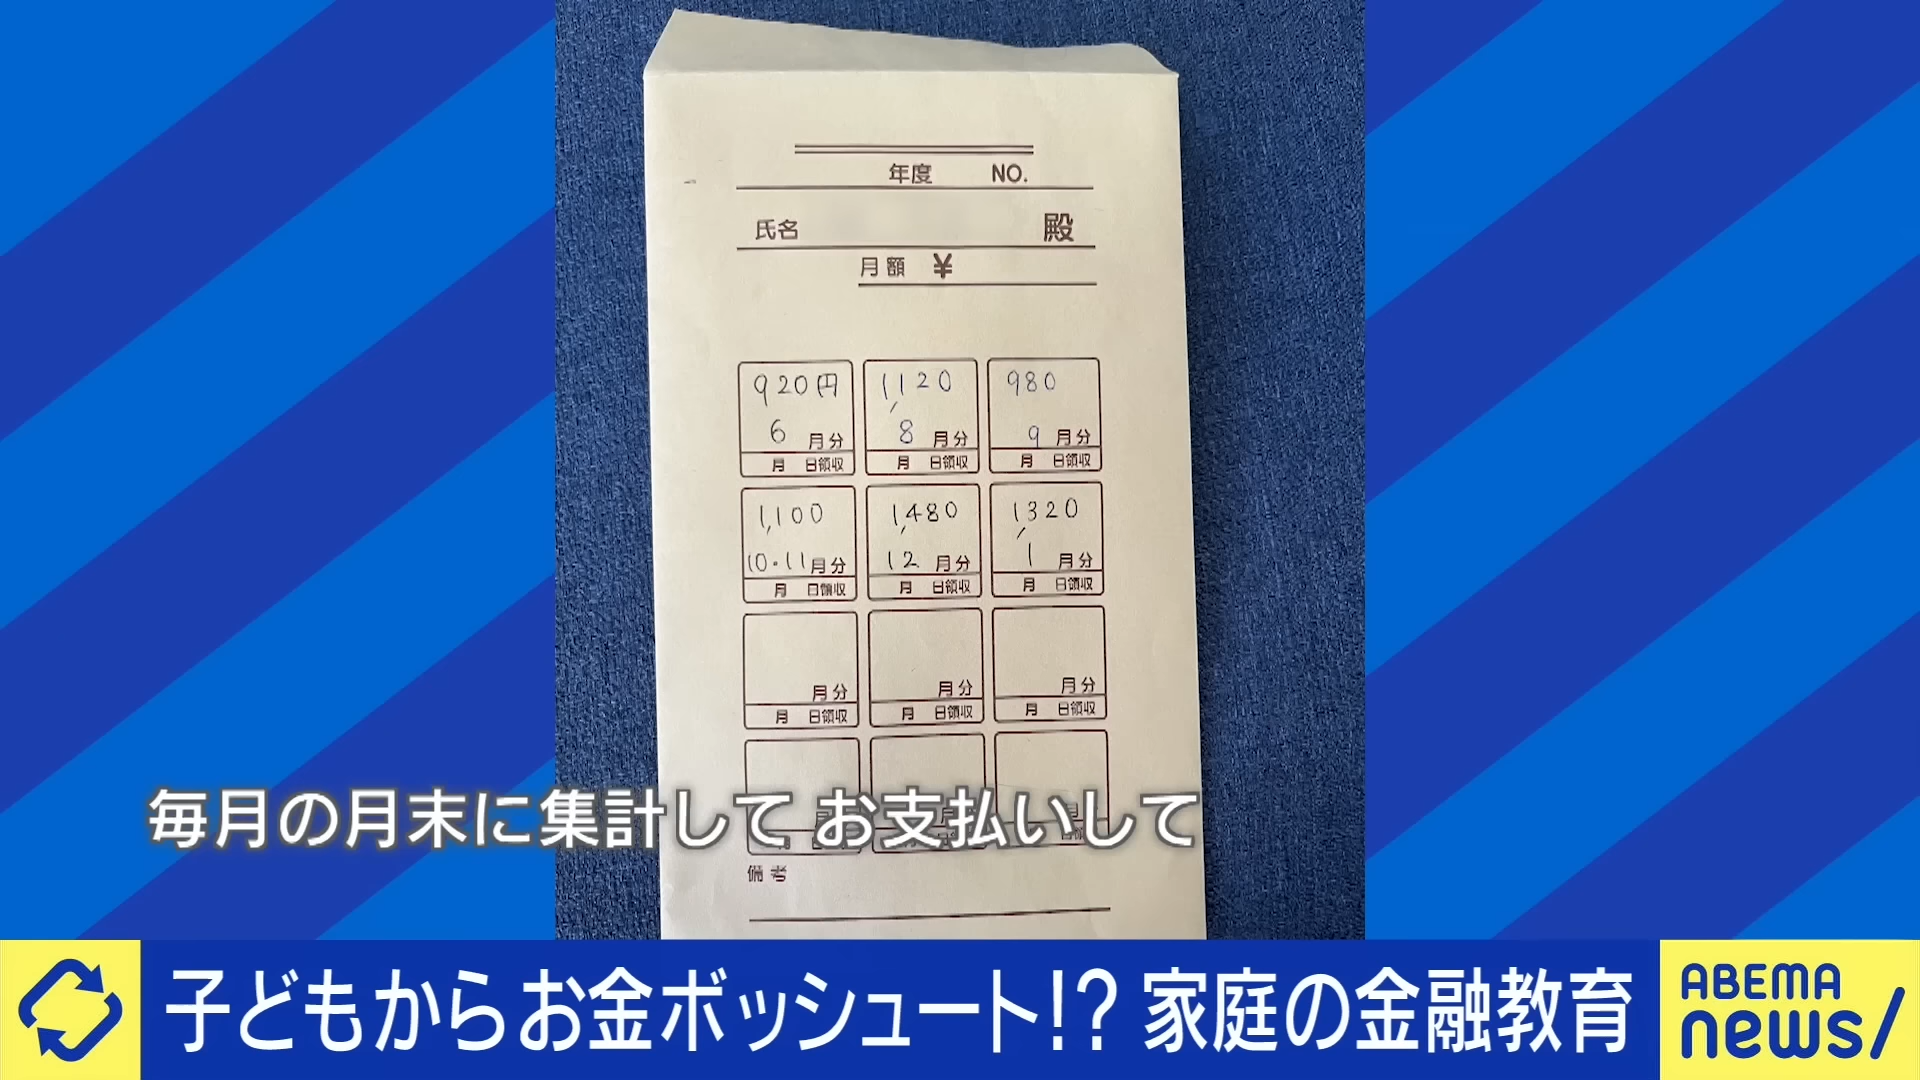 年度 NO.
氏名 殿
月額 ¥
920円 1,120 980
6月分 8月分 9月分
月 日領収 月 日領収 月 日領収
1,100 1,480 1,320
10・11月分 12月分 1月分
月 日領収 月 日領収 月 日領収
月分 月分 月分
月 日領収 月 日領収 月 日領収
毎月の月末に集計して お支払いして
備考
子どもからお金ボッシュート!? 家庭の金融教育
ABEMA
news/